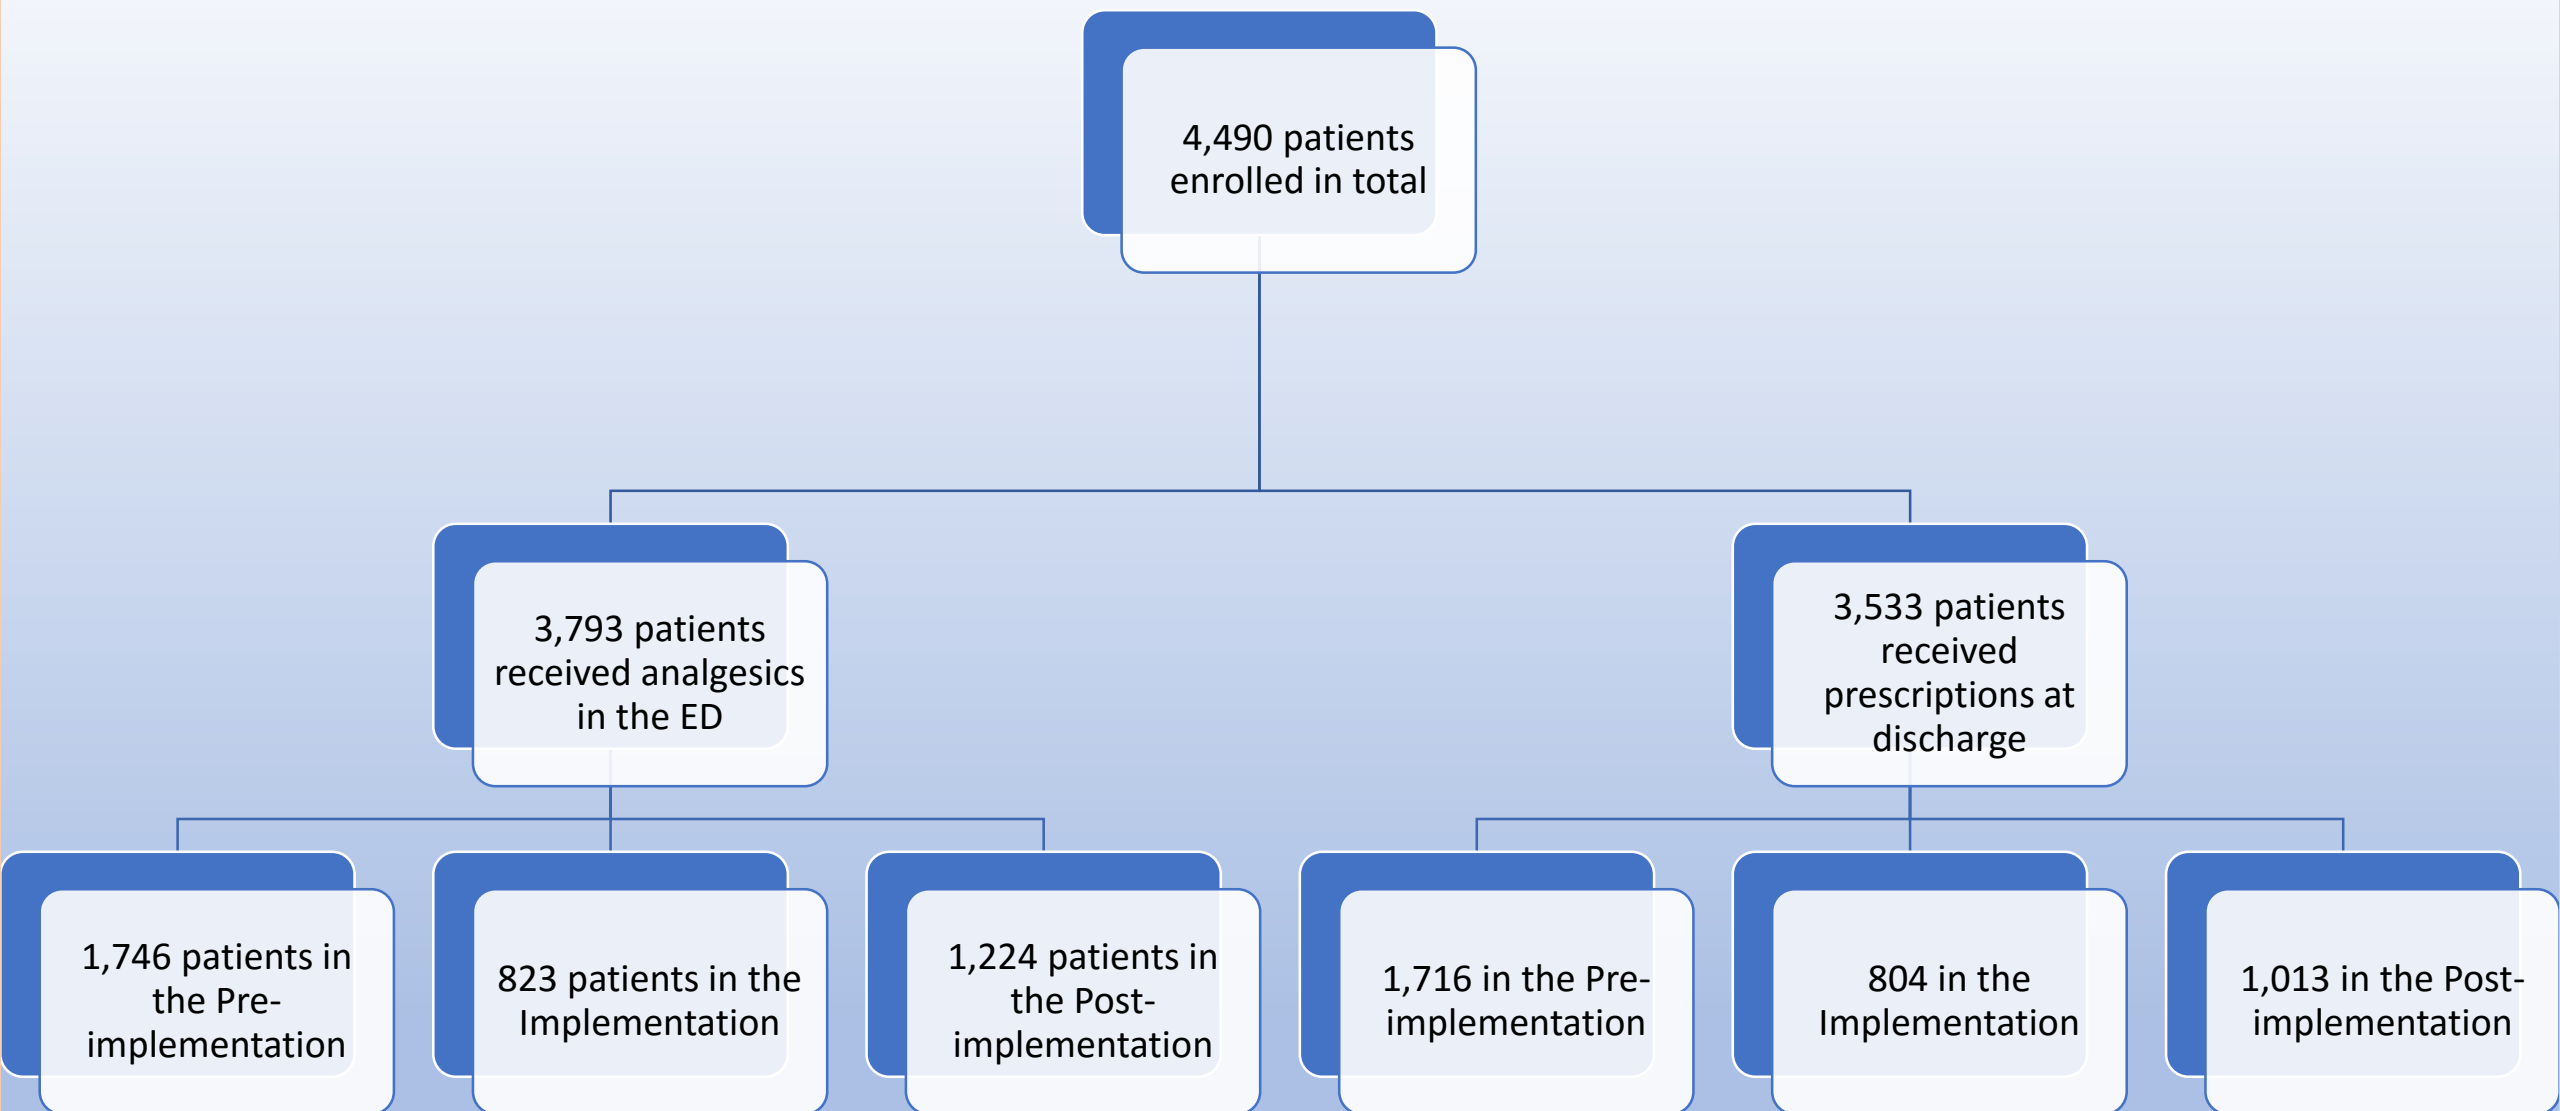 4,490 patients
enrolled in total
3,793 patients
received analgesics
in the ED
3,533 patients
received
prescriptions at
discharge
1,746 patients in
the Pre-
implementation
823 patients in the
Implementation
1,224 patients in
the Post-
implementation
1,716 in the Pre-
implementation
804 in the
Implementation
1,013 in the Post-
implementation